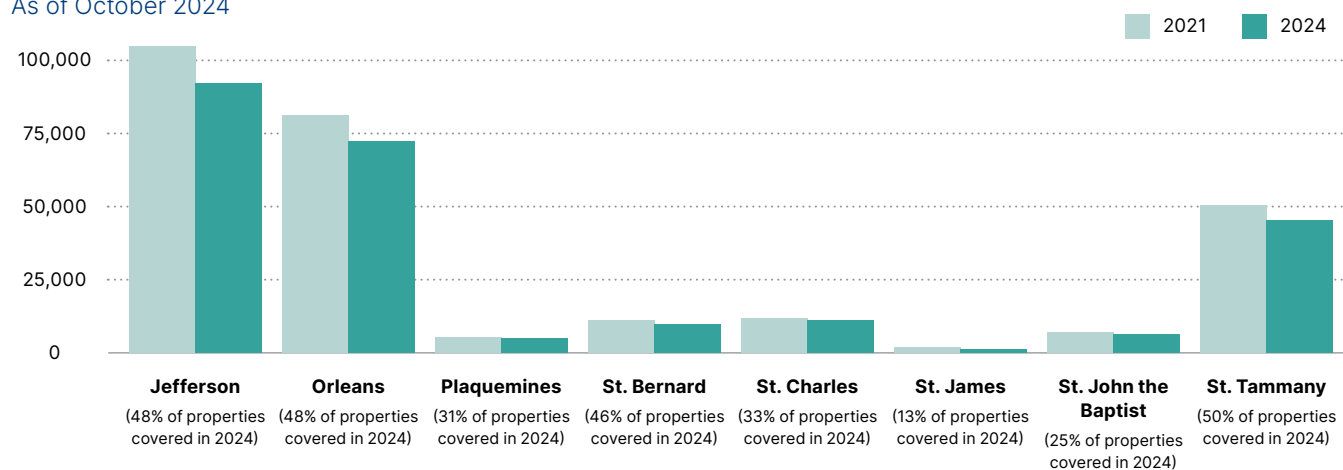 As of October 2024
2021 2024
100,000
75,000
50,000
25,000
0
Jefferson
(48% of properties
covered in 2024)
Orleans
(48% of properties
covered in 2024)
Plaquemines
(31% of properties
covered in 2024)
St. Bernard
(46% of properties
covered in 2024)
St. Charles
(33% of properties
covered in 2024)
St. James
(13% of properties
covered in 2024)
St. John the
Baptist
(25% of properties
covered in 2024)
St. Tammany
(50% of properties
covered in 2024)